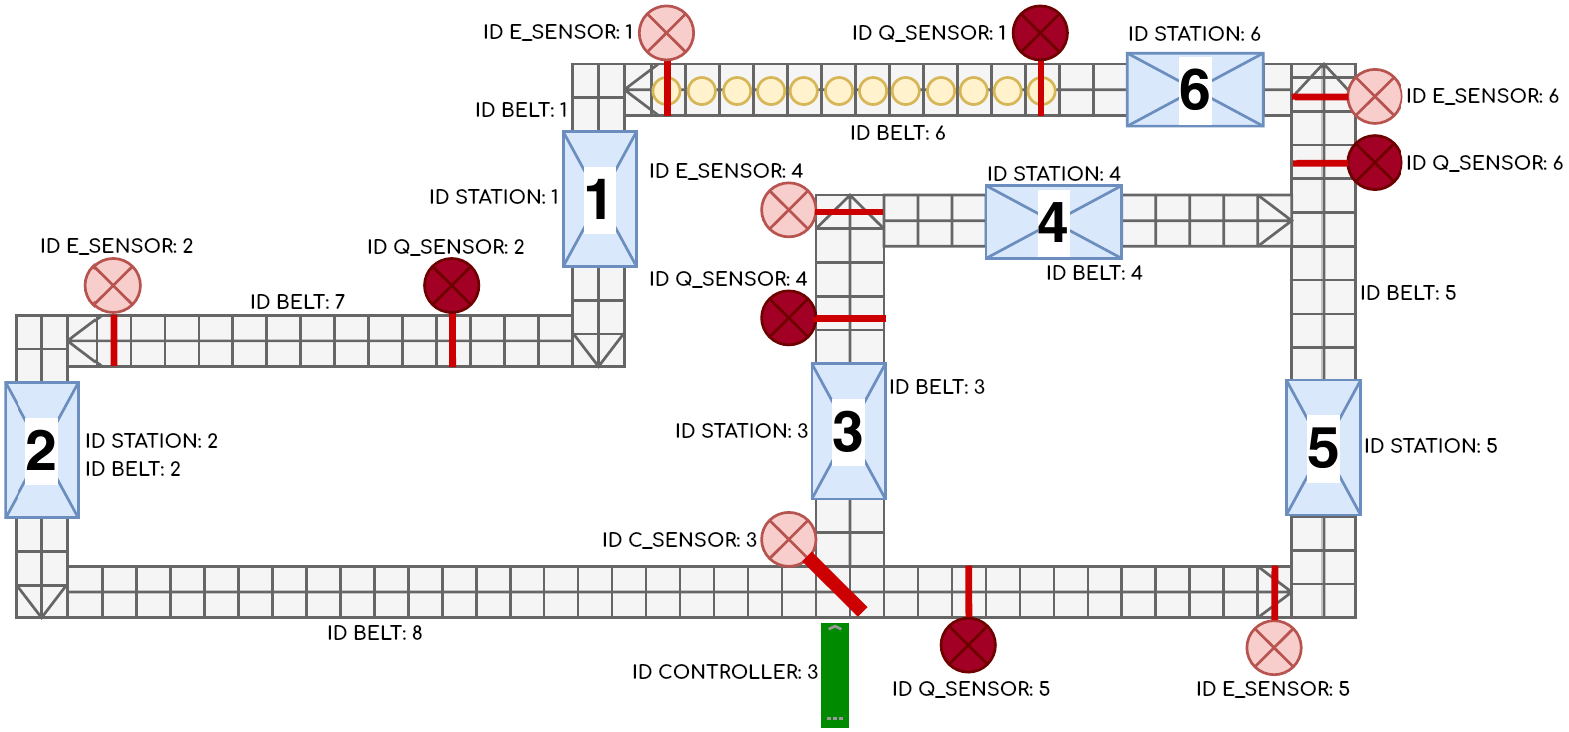 ID E_SENSOR: 1
ID Q_SENSOR: 1
ID STATION: 6
6
ID E_SENSOR: 6
ID BELT: 1
ID BELT: 6
ID Q_SENSOR: 6
ID E_SENSOR: 4
ID STATION: 4
ID STATION: 1
1
4
ID E_SENSOR: 2
ID Q_SENSOR: 2
ID BELT: 4
ID Q_SENSOR: 4
ID BELT: 5
ID BELT: 7
ID BELT: 3
ID STATION: 3
3
2
ID STATION: 2
ID BELT: 2
5
ID STATION: 5
ID C_SENSOR: 3
ID BELT: 8
ID CONTROLLER: 3
ID Q_SENSOR: 5
ID E_SENSOR: 5